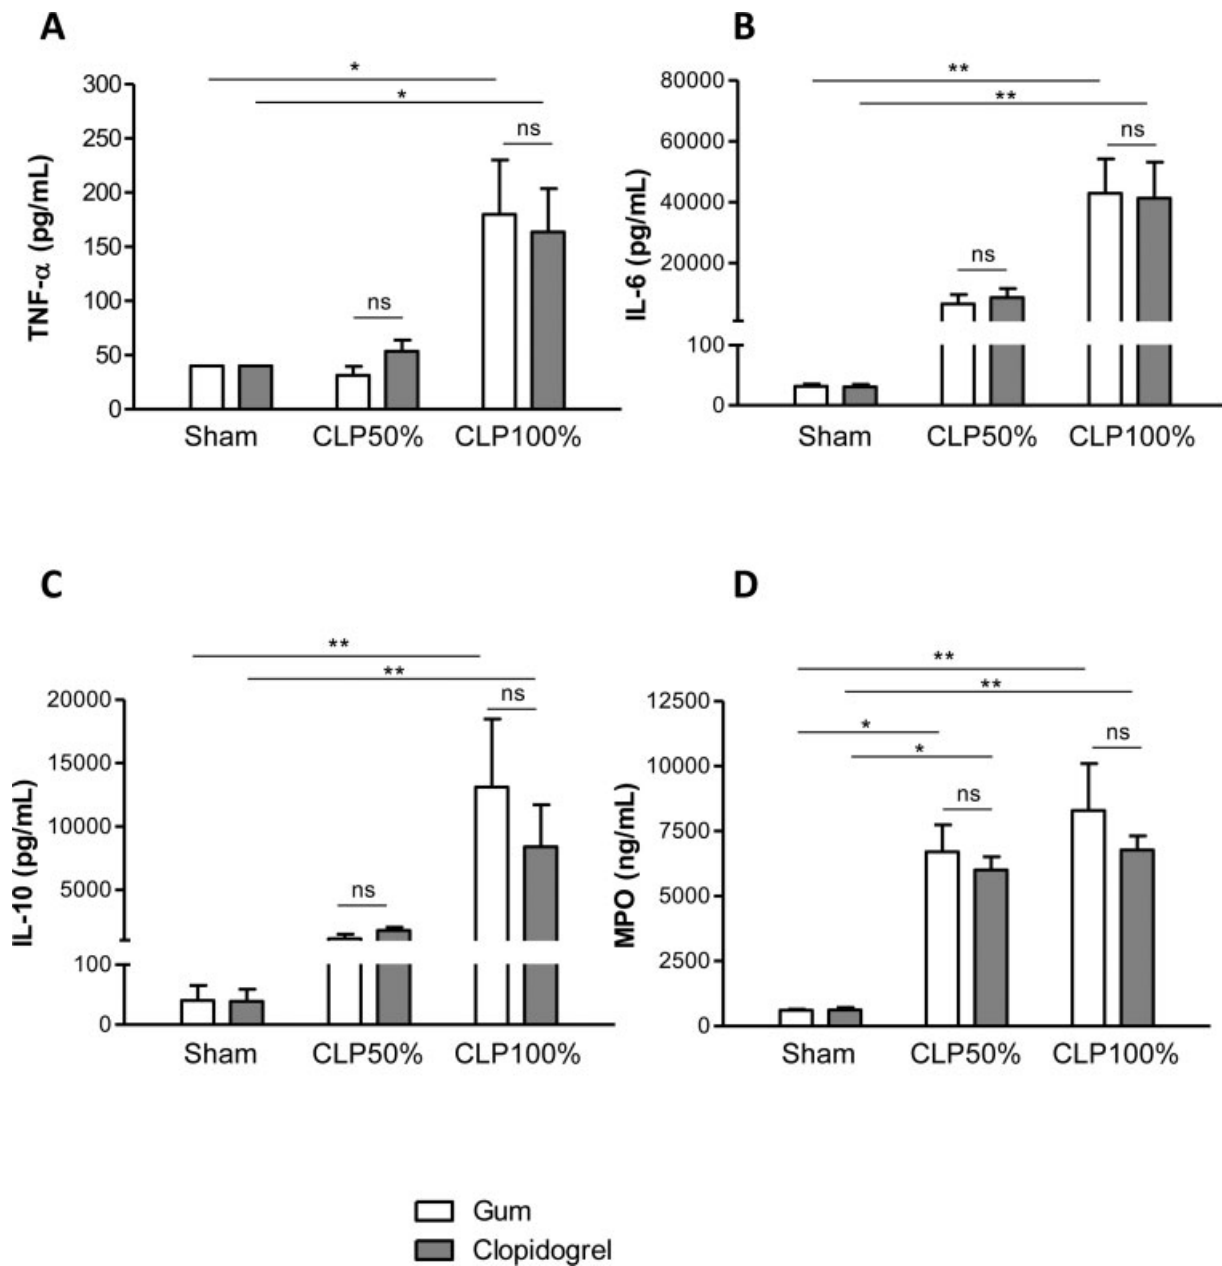 A
TNF-α (pg/mL)
300
250
200
150
100
50
0
*
*
ns
ns
Sham CLP50% CLP100%
B
IL-6 (pg/mL)
80000
60000
40000
20000
100
0
**
**
ns
ns
Sham CLP50% CLP100%
C
IL-10 (pg/mL)
20000
15000
10000
5000
100
0
**
**
ns
ns
Sham CLP50% CLP100%
D
MPO (ng/mL)
12500
10000
7500
5000
2500
0
**
**
*
*
ns
ns
Sham CLP50% CLP100%
Gum
Clopidogrel